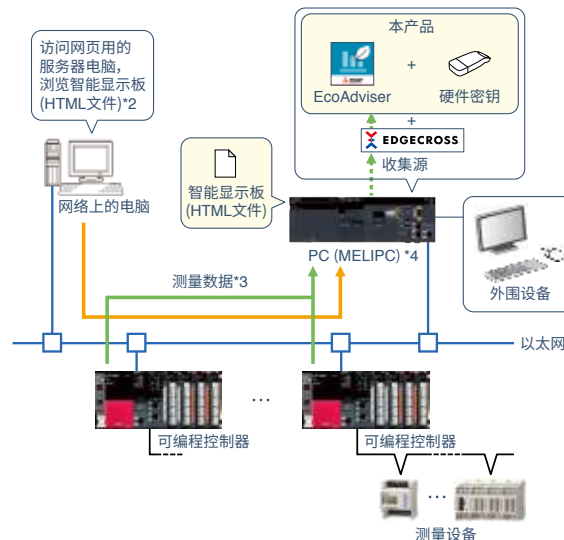 访问网页用的
服务器电脑，
浏览智能显示板
(HTML文件)*2
本产品
EcoAdviser
+
硬件密钥
+
EDGECROSS
收集源
智能显示板
(HTML文件)
网络上的电脑
PC (MELIPC) *4
外围设备
测量数据*3
以太网
…
可编程控制器
可编程控制器
…
测量设备